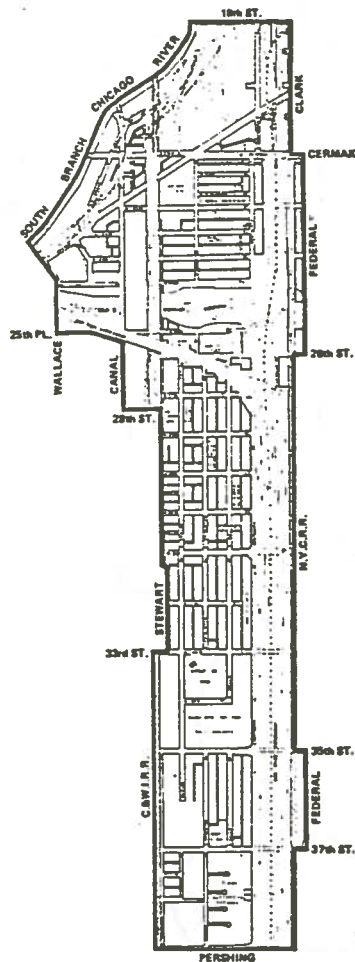 18th ST.
SOUTH BRANCH CHICAGO RIVER
CLARK
CERMAK
FEDERAL
25th PL.
WALLACE
CANAL
26th ST.
28th ST.
N.Y.C.R.R.
STEWART
33rd ST.
C.&W.I.R.R.
35th ST.
FEDERAL
37th ST.
PERSHING